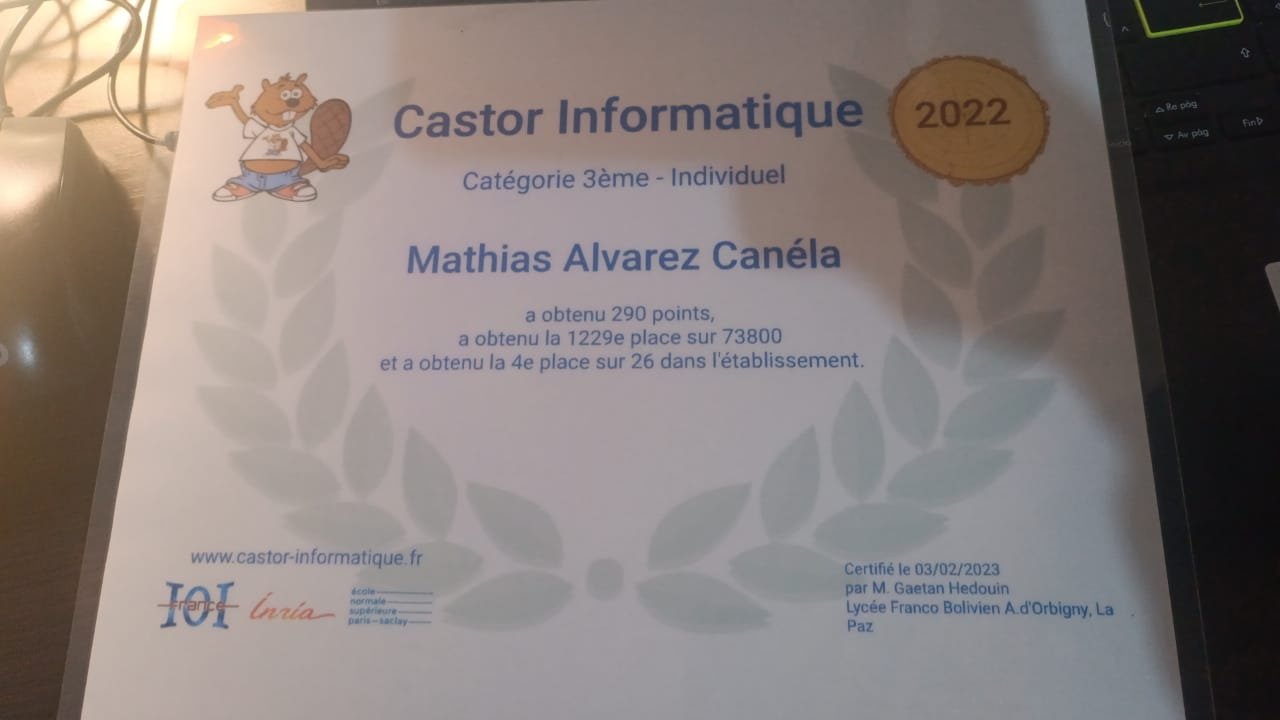 Castor Informatique
2022
Catégorie 3ème - Individuel
Mathias Alvarez Canéla
a obtenu 290 points,
a obtenu la 1229e place sur 73800
et a obtenu la 4e place sur 26 dans l'établissement.
www.castor-informatique.fr
IOI
france
Inria
école
normale
supérieure
paris-saclay
Certifié le 03/02/2023
par M. Gaetan Hedouin
Lycée Franco Bolivien A.d'Orbigny, La
Paz
Re pág
Av pág
Fin